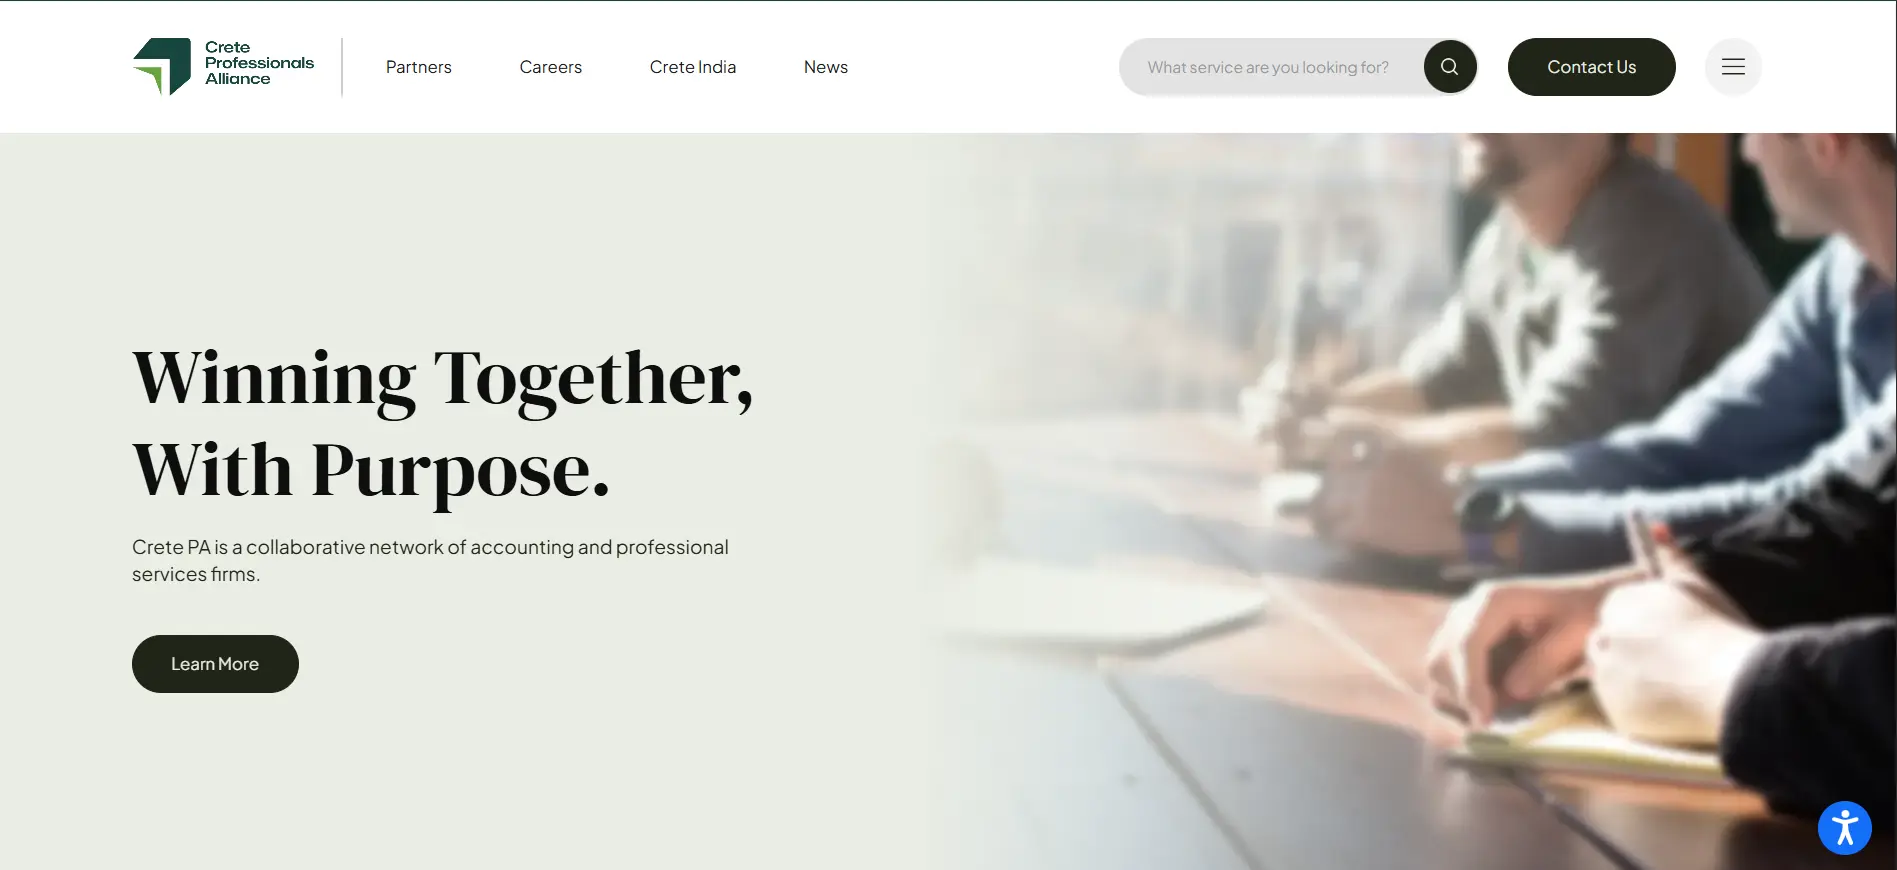 Crete
Professionals
Alliance
Partners
Careers
Crete India
News
What service are you looking for?
Contact Us
Winning Together,
With Purpose.
Crete PA is a collaborative network of accounting and professional
services firms.
Learn More